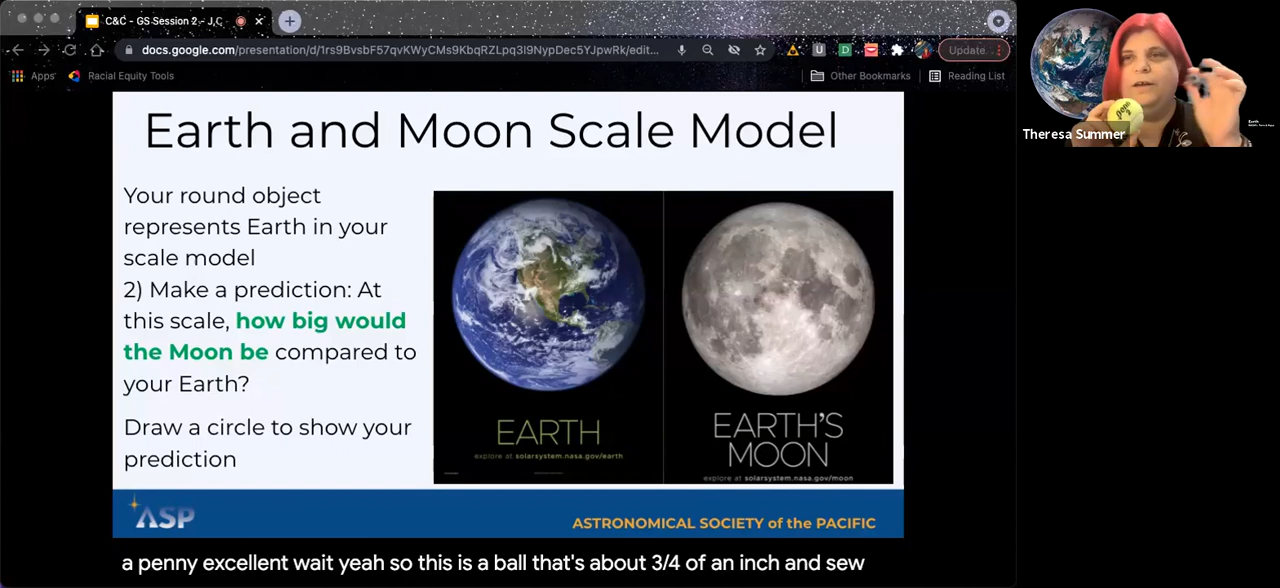 C&C - GS Session 2 - J,C
docs.google.com/presentation/d/1rs9BvsbF57qvKWyCMs9KbqRZLpq3l9NypDec5YJpwRk/edit...
Update
Apps
Racial Equity Tools
Other Bookmarks
Reading List
Earth and Moon Scale Model
Your round object
represents Earth in your
scale model
2) Make a prediction: At
this scale, how big would
the Moon be compared to
your Earth?
Draw a circle to show your
prediction
EARTH
explore at solarsystem.nasa.gov/earth
EARTH'S
MOON
explore at solarsystem.nasa.gov/moon
ASP
ASTRONOMICAL SOCIETY of the PACIFIC
Theresa Summer
Penn
2
Earth
a penny excellent wait yeah so this is a ball that's about 3/4 of an inch and sew